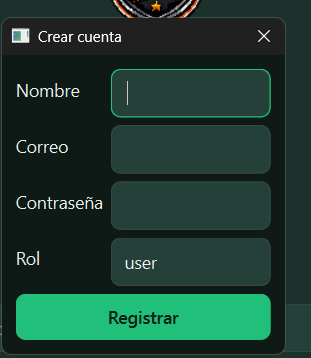 Crear cuenta
Nombre
Correo
Contraseña
Rol user
Registrar